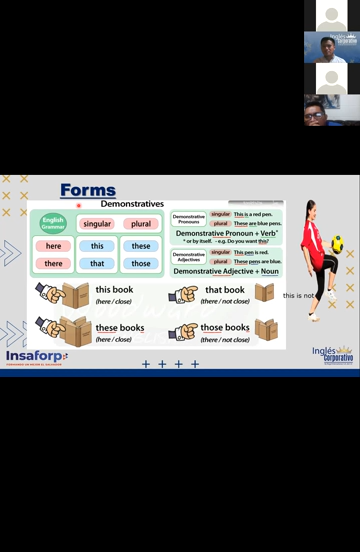 Inglés
Corporativo
Forms
Demonstratives
English
Grammar
singular
plural
here
this
these
there
that
those
Demonstrative
Pronouns
singular This is a red pen.
plural These are blue pens.
Demonstrative Pronoun + Verb*
* or by itself. - e.g. Do you want this?
Demonstrative
Adjectives
singular This pen is red.
plural These pens are blue.
Demonstrative Adjective + Noun
this book
(here / close)
that book
(there / not close)
these books
(here / close)
those books
(there / not close)
this is not
Insaforp
Inglés
Corporativo